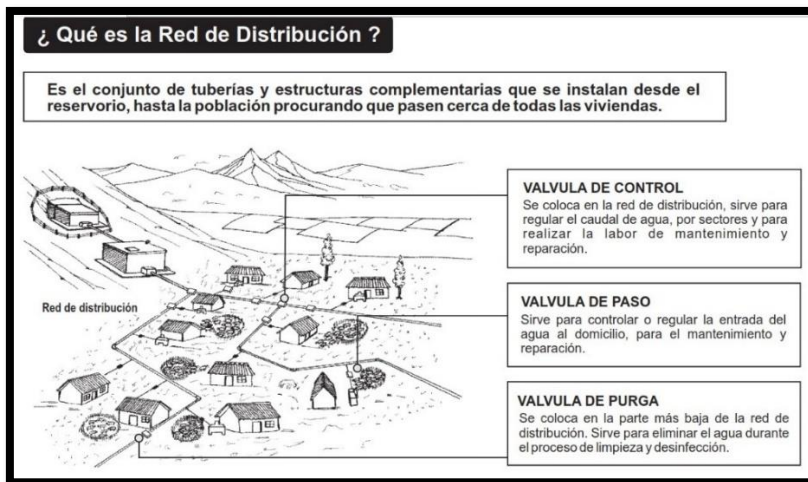 ¿ Qué es la Red de Distribución ?
Es el conjunto de tuberías y estructuras complementarias que se instalan desde el
reservorio, hasta la población procurando que pasen cerca de todas las viviendas.
VALVULA DE CONTROL
Se coloca en la red de distribución, sirve para
regular el caudal de agua, por sectores y para
realizar la labor de mantenimiento y
reparación.
Red de distribución
VALVULA DE PASO
Sirve para controlar o regular la entrada del
agua al domicilio, para el mantenimiento y
reparación.
VALVULA DE PURGA
Se coloca en la parte más baja de la red de
distribución. Sirve para eliminar el agua durante
el proceso de limpieza y desinfección.